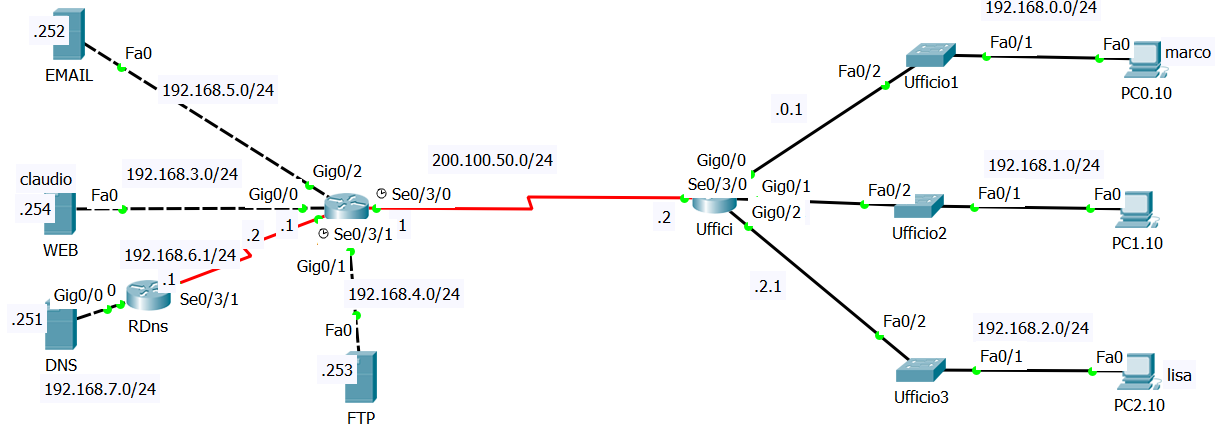 .252
Fa0
EMAIL
192.168.5.0/24
192.168.3.0/24
claudio
Fa0
.254
WEB
Gig0/2
Gig0/0
Se0/3/0
.1
1
Se0/3/1
.2
Gig0/1
192.168.6.1/24
.1
Se0/3/1
RDns
Gig0/0
0
.251
DNS
192.168.7.0/24
192.168.4.0/24
Fa0
.253
FTP
200.100.50.0/24
.2
Gig0/0
Se0/3/0
Gig0/1
Gig0/2
Uffici
.0.1
Fa0/2
Ufficio1
192.168.0.0/24
Fa0/1
Fa0
marco
PC0.10
192.168.1.0/24
Fa0/2
Fa0/1
Fa0
Ufficio2
PC1.10
.2.1
192.168.2.0/24
Fa0/2
Fa0/1
Fa0
Ufficio3
lisa
PC2.10